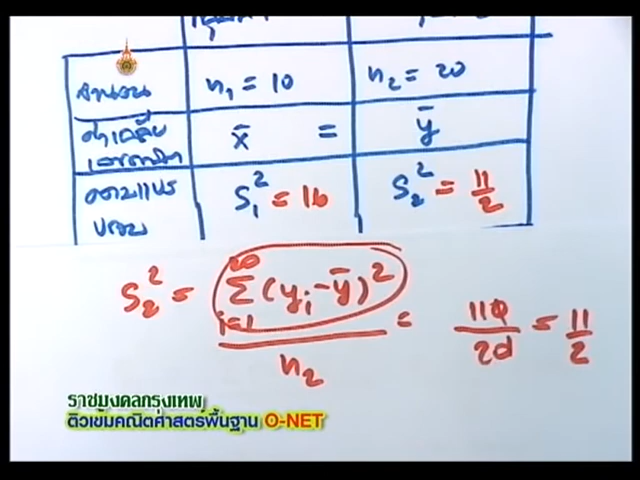 จำนวน n₁ = 10 n₂ = 20
ค่าเฉลี่ย x̄ = ȳ
เลขคณิต
ความแปร S₁² = 16 S₂² = 11/2
ปรวน
S₂² = Σ(yᵢ - ȳ)² / n₂ = 110/20 = 11/2
i=1
ราชมงคลกรุงเทพ
ติวเข้มคณิตศาสตร์พื้นฐาน O-NET